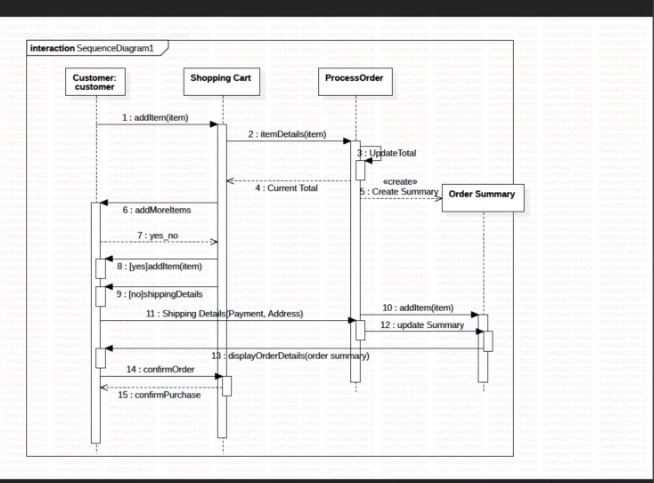 interaction SequenceDiagram1
Customer:
customer
Shopping Cart
ProcessOrder
1 : addItem(item)
2 : itemDetails(item)
3 : UpdateTotal
4 : Current Total
«create»
5 : Create Summary
Order Summary
6 : addMoreItems
7 : yes_no
8 : [yes]addItem(item)
9 : [no]shippingDetails
10 : addItem(item)
11 : Shipping Details(Payment, Address)
12 : update Summary
13 : displayOrderDetails(order summary)
14 : confirmOrder
15 : confirmPurchase